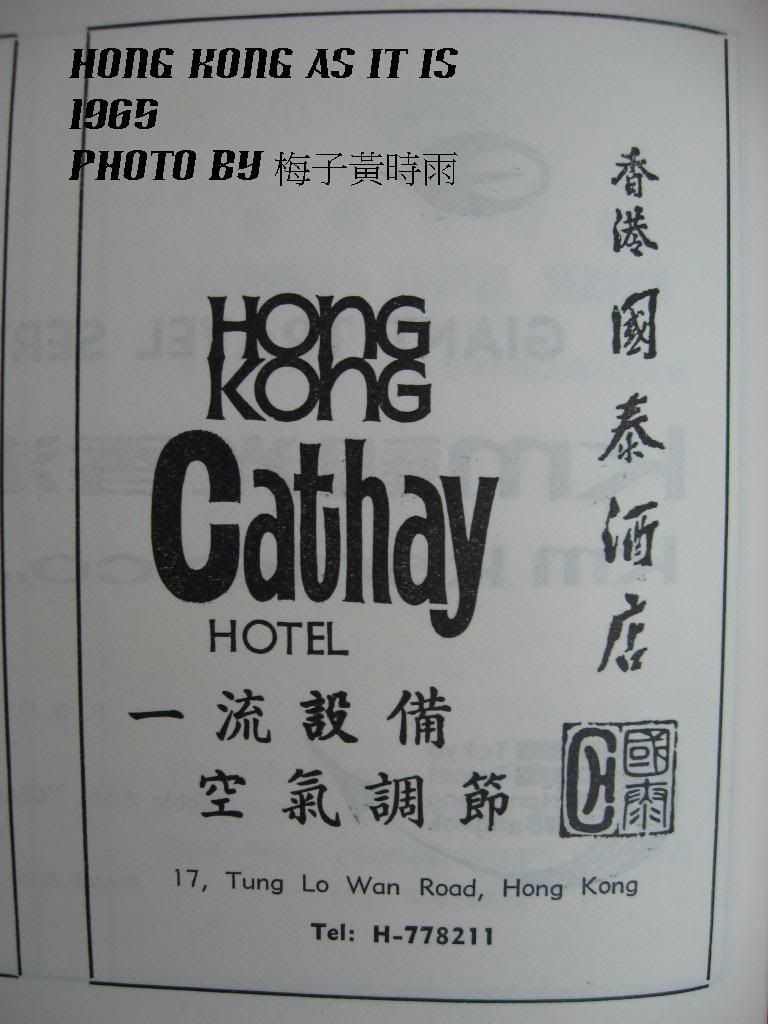 HONG KONG AS IT IS
1965
PHOTO BY 梅子黃時雨
香港國泰酒店
HONG
KONG
Cathay
HOTEL
一流設備
空氣調節
CH 國泰
17, Tung Lo Wan Road, Hong Kong
Tel: H-778211